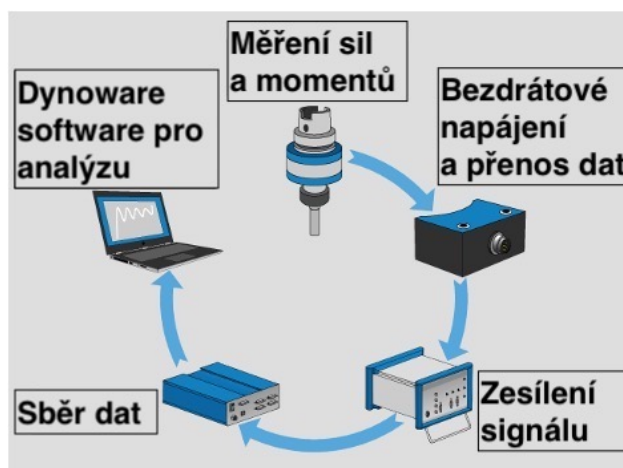 Měření sil
a momentů
Bezdrátové
napájení
a přenos dat
Zesílení
signálu
Sběr dat
Dynoware
software pro
analýzu